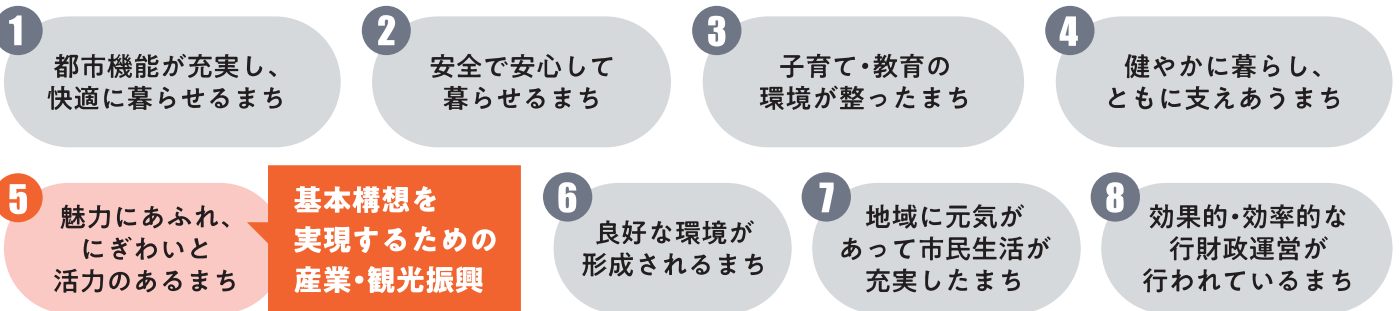 1
都市機能が充実し、
快適に暮らせるまち
2
安全で安心して
暮らせるまち
3
子育て・教育の
環境が整ったまち
4
健やかに暮らし、
ともに支えあうまち
5
魅力にあふれ、
にぎわいと
活力のあるまち
基本構想を
実現するための
産業・観光振興
6
良好な環境が
形成されるまち
7
地域に元気が
あって市民生活が
充実したまち
8
効果的・効率的な
行財政運営が
行われているまち